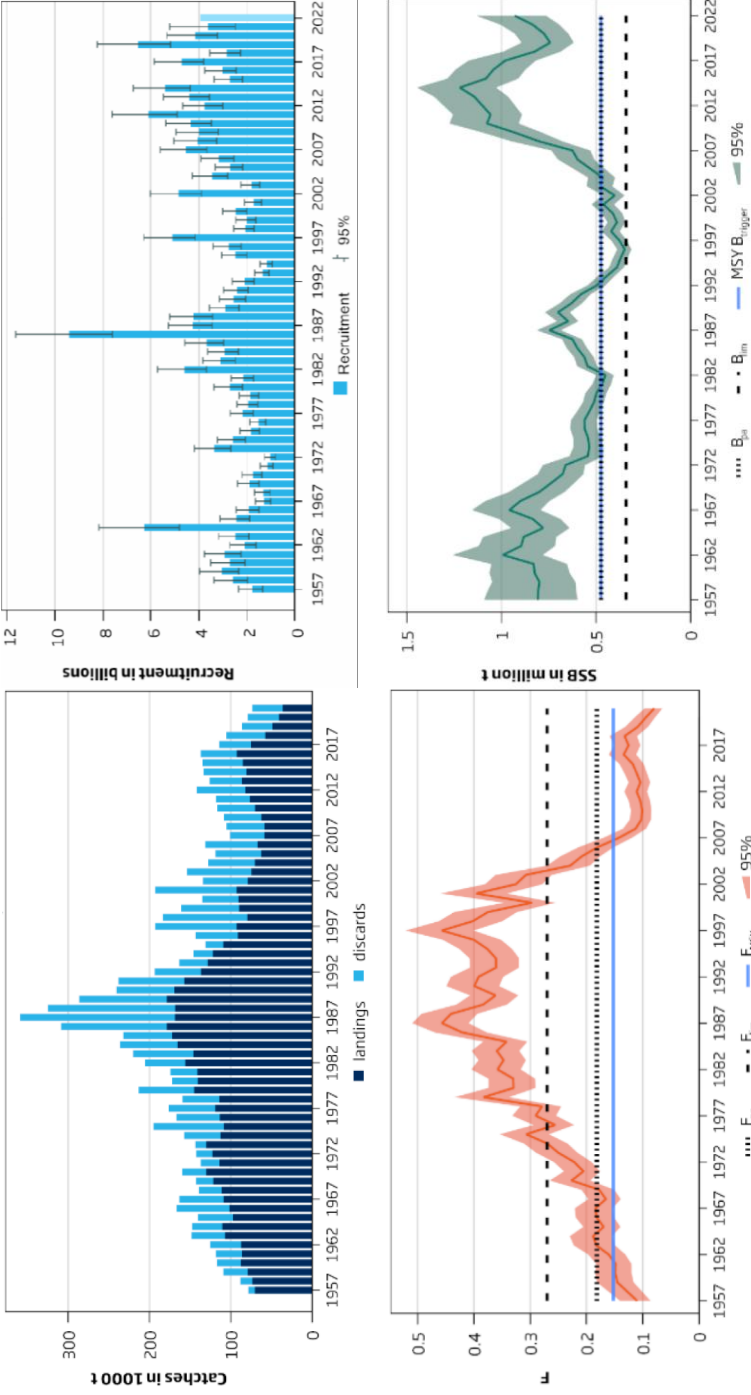 Catches in 1000 t
300
200
100
0
1957 1962 1967 1972 1977 1982 1987 1992 1997 2002 2007 2012 2017
landings discards
Recruitment in billions
12
10
8
6
4
2
0
1957 1962 1967 1972 1977 1982 1987 1992 1997 2002 2007 2012 2017 2022
Recruitment 95%
F
0.5
0.4
0.3
0.2
0.1
0
1957 1962 1967 1972 1977 1982 1987 1992 1997 2002 2007 2012 2017
95%
SSB in million t
1.5
1
0.5
0
1957 1962 1967 1972 1977 1982 1987 1992 1997 2002 2007 2012 2017 2022
Bpa Blim MSY Btrigger 95%